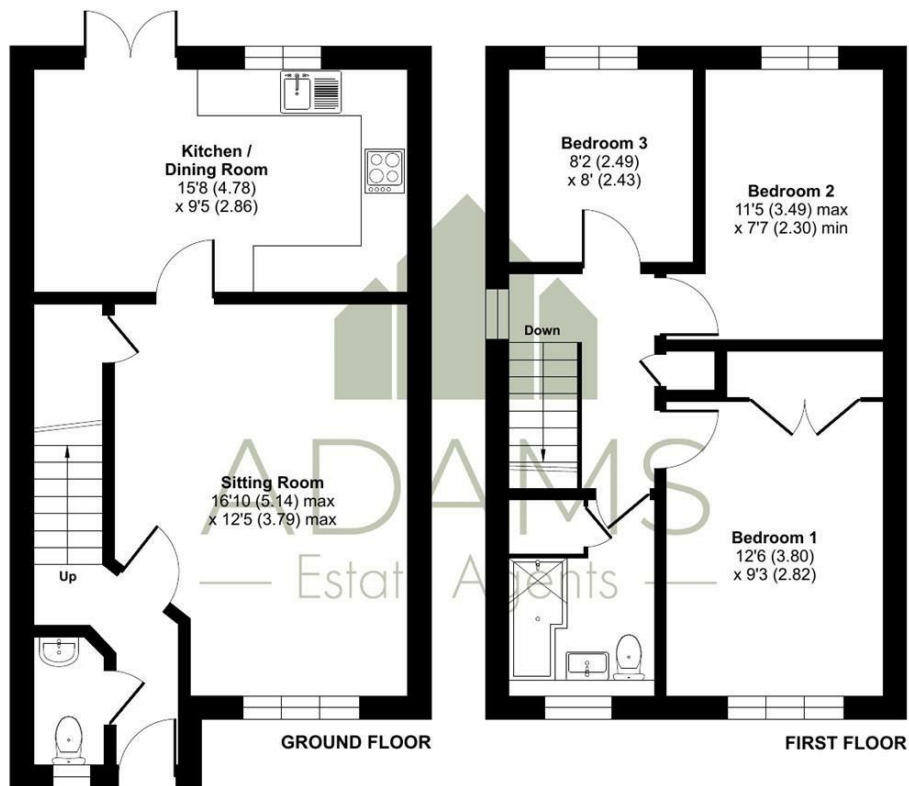 Kitchen /
Dining Room
15'8 (4.78)
x 9'5 (2.86)
Sitting Room
16'10 (5.14) max
x 12'5 (3.79) max
Up
GROUND FLOOR
Bedroom 3
8'2 (2.49)
x 8' (2.43)
Bedroom 2
11'5 (3.49) max
x 7'7 (2.30) min
Down
Bedroom 1
12'6 (3.80)
x 9'3 (2.82)
FIRST FLOOR
ADAMS
Estate Agents